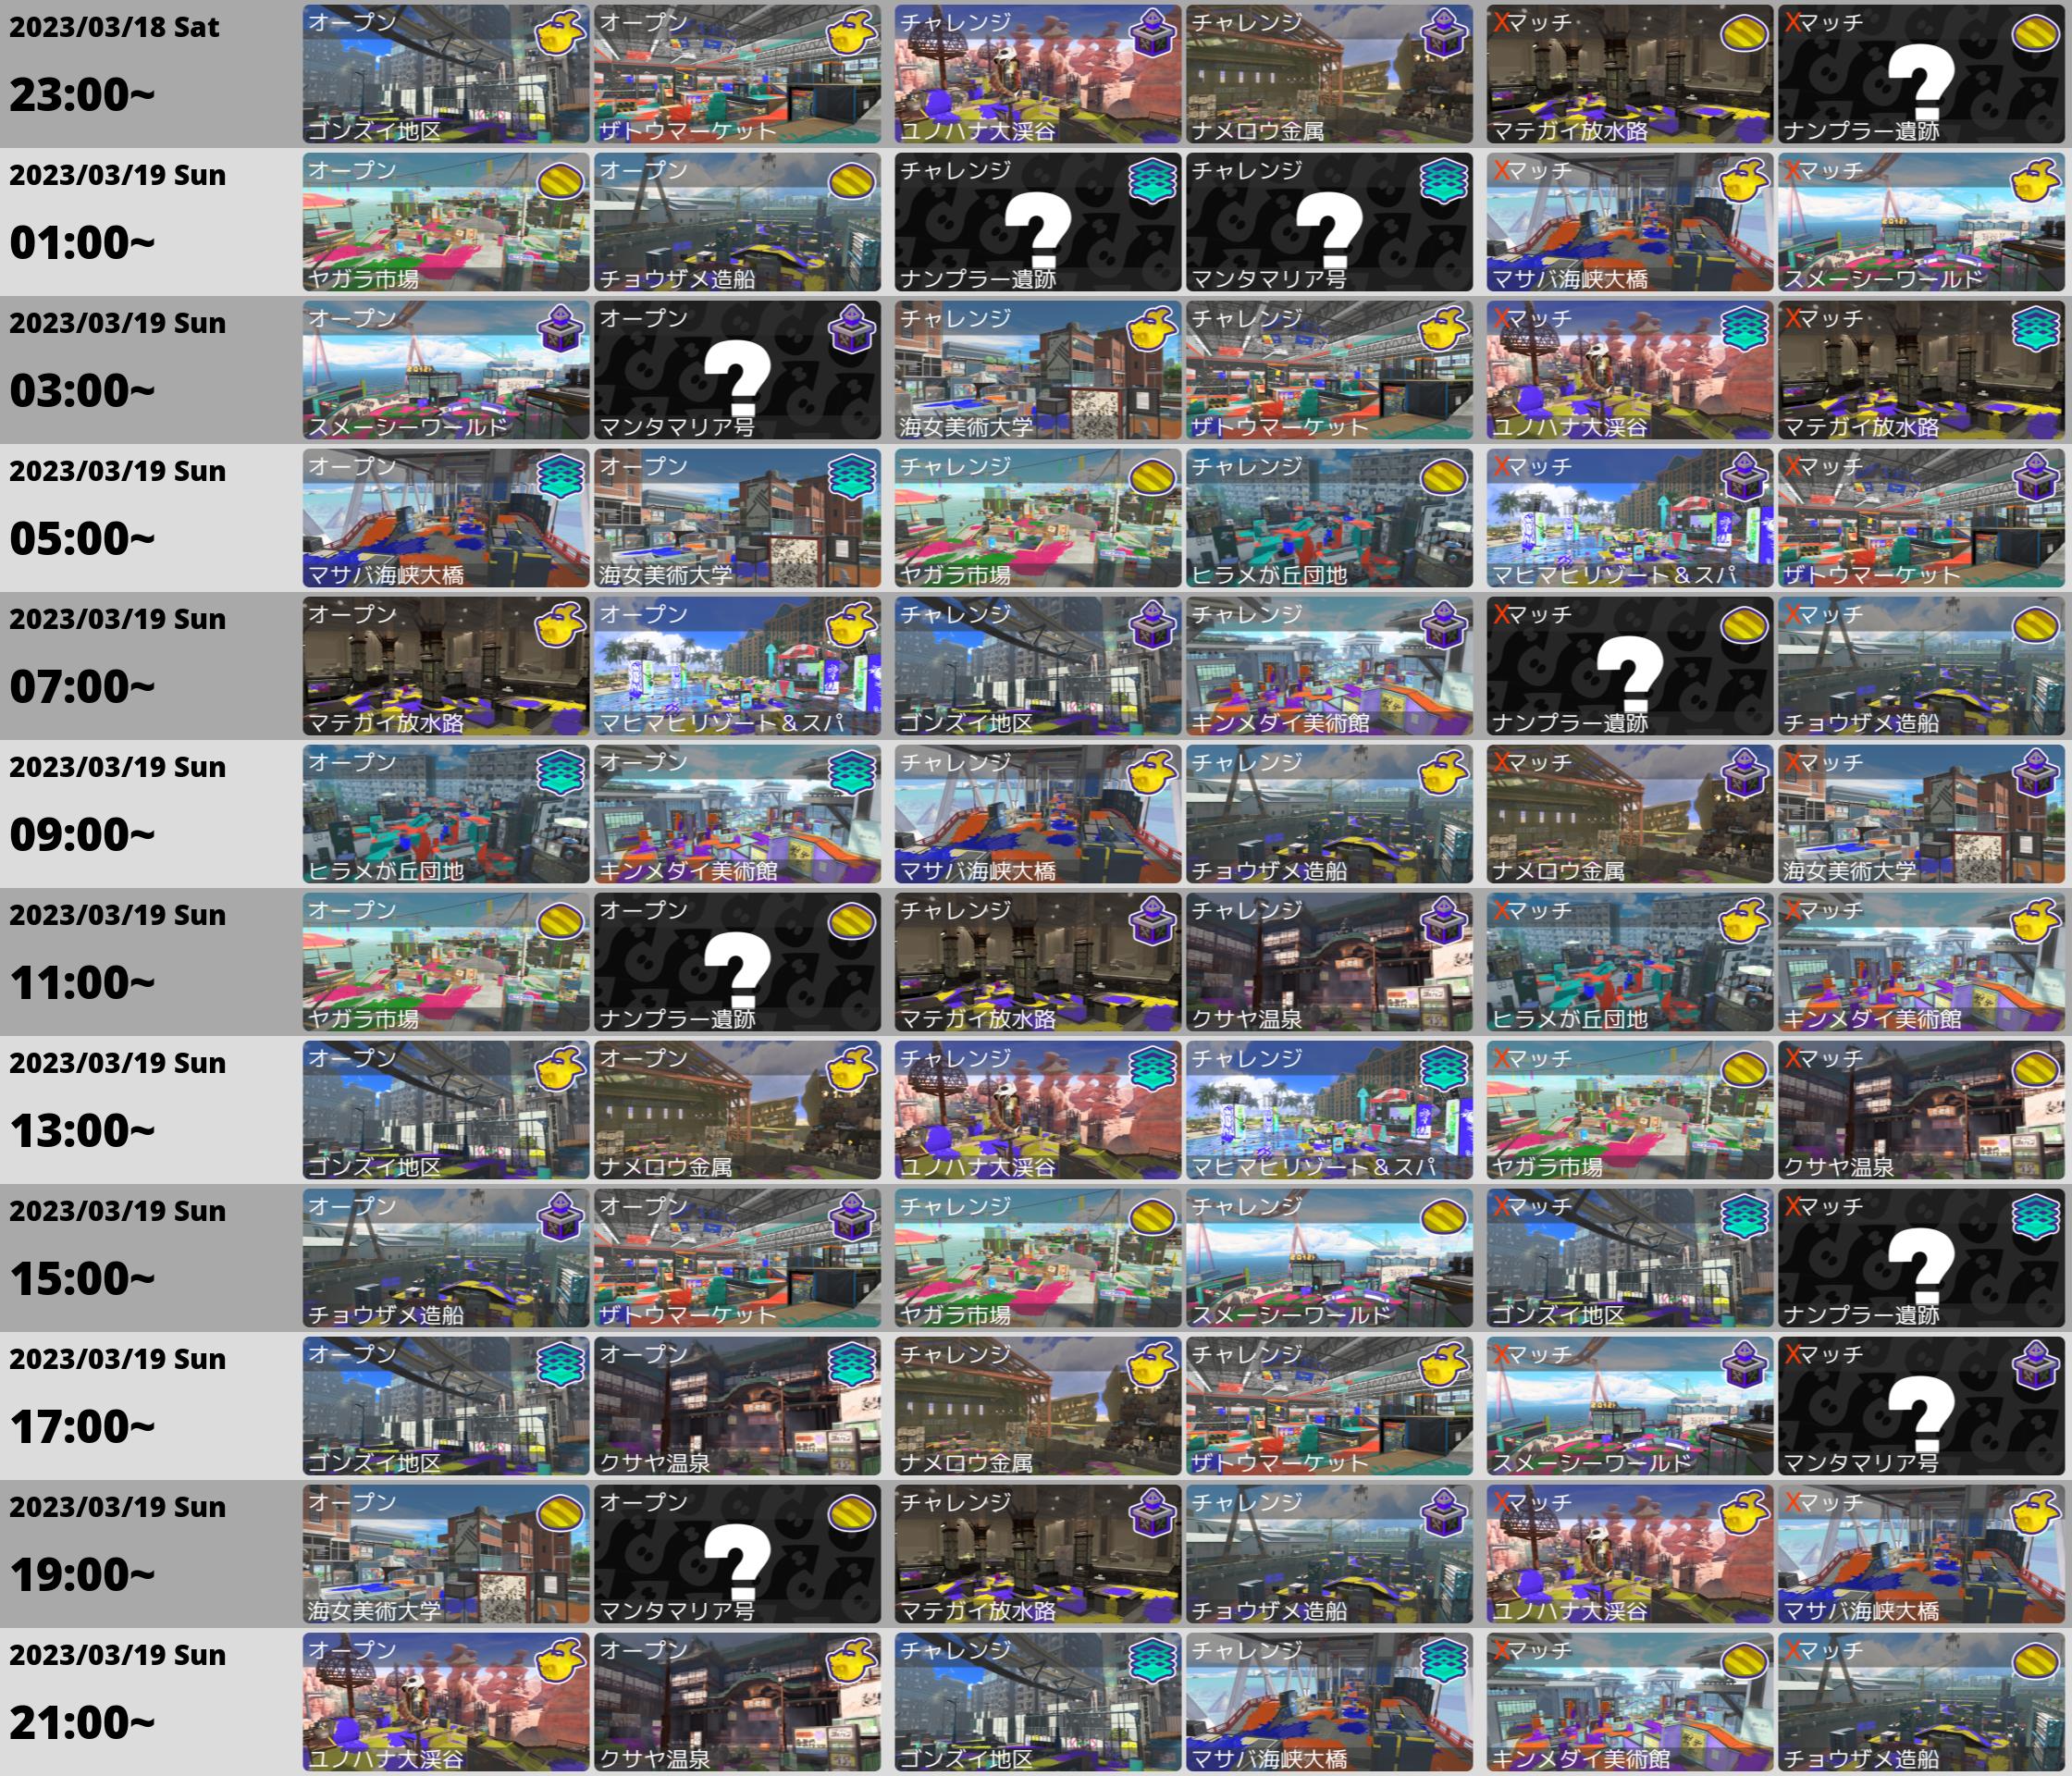 2023/03/18 Sat
23:00~
オープン
ゴンズイ地区
オープン
ザトウマーケット
チャレンジ
ユノハナ大渓谷
チャレンジ
ナメロウ金属
Xマッチ
マテガイ放水路
Xマッチ
ナンプラー遺跡
2023/03/19 Sun
01:00~
オープン
ヤガラ市場
オープン
チョウザメ造船
チャレンジ
ナンプラー遺跡
チャレンジ
マンタマリア号
Xマッチ
マサバ海峡大橋
Xマッチ
スメーシーワールド
2023/03/19 Sun
03:00~
オープン
スメーシーワールド
オープン
マンタマリア号
チャレンジ
海女美術大学
チャレンジ
ザトウマーケット
Xマッチ
ユノハナ大渓谷
Xマッチ
マテガイ放水路
2023/03/19 Sun
05:00~
オープン
マサバ海峡大橋
オープン
海女美術大学
チャレンジ
ヤガラ市場
チャレンジ
ヒラメが丘団地
Xマッチ
マヒマヒリゾート＆スパ
Xマッチ
ザトウマーケット
2023/03/19 Sun
07:00~
オープン
マテガイ放水路
オープン
マヒマヒリゾート＆スパ
チャレンジ
ゴンズイ地区
チャレンジ
キンメダイ美術館
Xマッチ
ナンプラー遺跡
Xマッチ
チョウザメ造船
2023/03/19 Sun
09:00~
オープン
ヒラメが丘団地
オープン
キンメダイ美術館
チャレンジ
マサバ海峡大橋
チャレンジ
チョウザメ造船
Xマッチ
ナメロウ金属
Xマッチ
海女美術大学
2023/03/19 Sun
11:00~
オープン
ヤガラ市場
オープン
ナンプラー遺跡
チャレンジ
マテガイ放水路
チャレンジ
クサヤ温泉
Xマッチ
ヒラメが丘団地
Xマッチ
キンメダイ美術館
2023/03/19 Sun
13:00~
オープン
ゴンズイ地区
オープン
ナメロウ金属
チャレンジ
ユノハナ大渓谷
チャレンジ
マヒマヒリゾート＆スパ
Xマッチ
ヤガラ市場
Xマッチ
クサヤ温泉
2023/03/19 Sun
15:00~
オープン
チョウザメ造船
オープン
ザトウマーケット
チャレンジ
ヤガラ市場
チャレンジ
スメーシーワールド
Xマッチ
ゴンズイ地区
Xマッチ
ナンプラー遺跡
2023/03/19 Sun
17:00~
オープン
ゴンズイ地区
オープン
クサヤ温泉
チャレンジ
ナメロウ金属
チャレンジ
ザトウマーケット
Xマッチ
スメーシーワールド
Xマッチ
マンタマリア号
2023/03/19 Sun
19:00~
オープン
海女美術大学
オープン
マンタマリア号
チャレンジ
マテガイ放水路
チャレンジ
チョウザメ造船
Xマッチ
ユノハナ大渓谷
Xマッチ
マサバ海峡大橋
2023/03/19 Sun
21:00~
オープン
ユノハナ大渓谷
オープン
クサヤ温泉
チャレンジ
ゴンズイ地区
チャレンジ
マサバ海峡大橋
Xマッチ
キンメダイ美術館
Xマッチ
チョウザメ造船